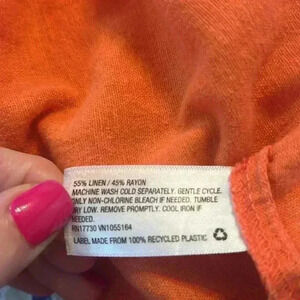 55% LINEN / 45% RAYON
MACHINE WASH COLD SEPARATELY. GENTLE CYCLE.
ONLY NON-CHLORINE BLEACH IF NEEDED. TUMBLE
DRY LOW. REMOVE PROMPTLY. COOL IRON IF
NEEDED.
RN17730 VN1055164
LABEL MADE FROM 100% RECYCLED PLASTIC